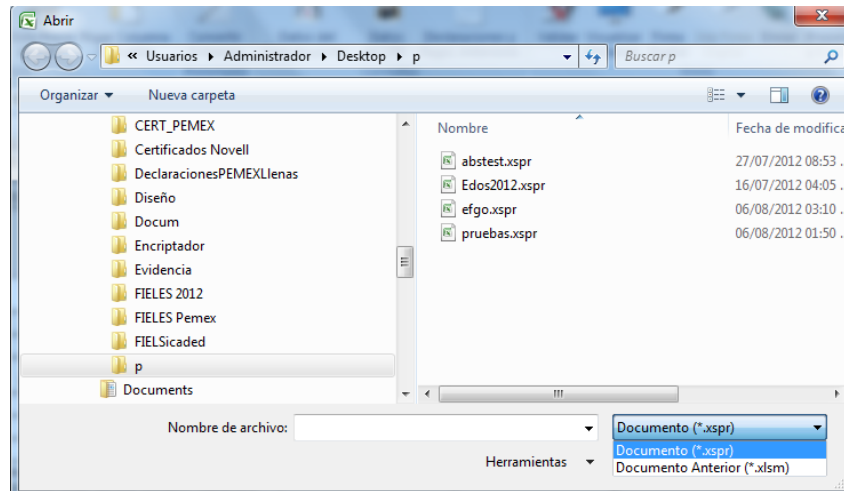 Abrir
« Usuarios ▸ Administrador ▸ Desktop ▸ p
Buscar p
Organizar ▾ Nueva carpeta
CERT_PEMEX
Certificados Novell
DeclaracionesPEMEXLlenas
Diseño
Docum
Encriptador
Evidencia
FIELES 2012
FIELES Pemex
FIELSicaded
p
Documents
Nombre Fecha de modifica
abstest.xspr 27/07/2012 08:53 .
Edos2012.xspr 16/07/2012 04:05 .
efgo.xspr 06/08/2012 03:10 .
pruebas.xspr 06/08/2012 01:50 .
Nombre de archivo:
Documento (*.xspr)
Documento (*.xspr)
Documento Anterior (*.xlsm)
Herramientas